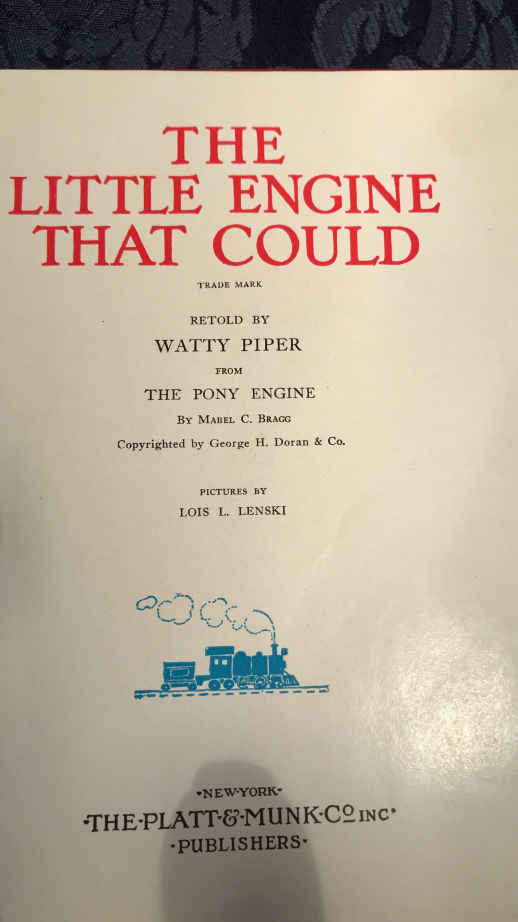 THE
LITTLE ENGINE
THAT COULD
TRADE MARK
RETOLD BY
WATTY PIPER
FROM
THE PONY ENGINE
BY MABEL C. BRAGG
Copyrighted by George H. Doran & Co.
PICTURES BY
LOIS L. LENSKI
•NEW•YORK•
•THE•PLATT•&•MUNK•Co INC•
•PUBLISHERS•